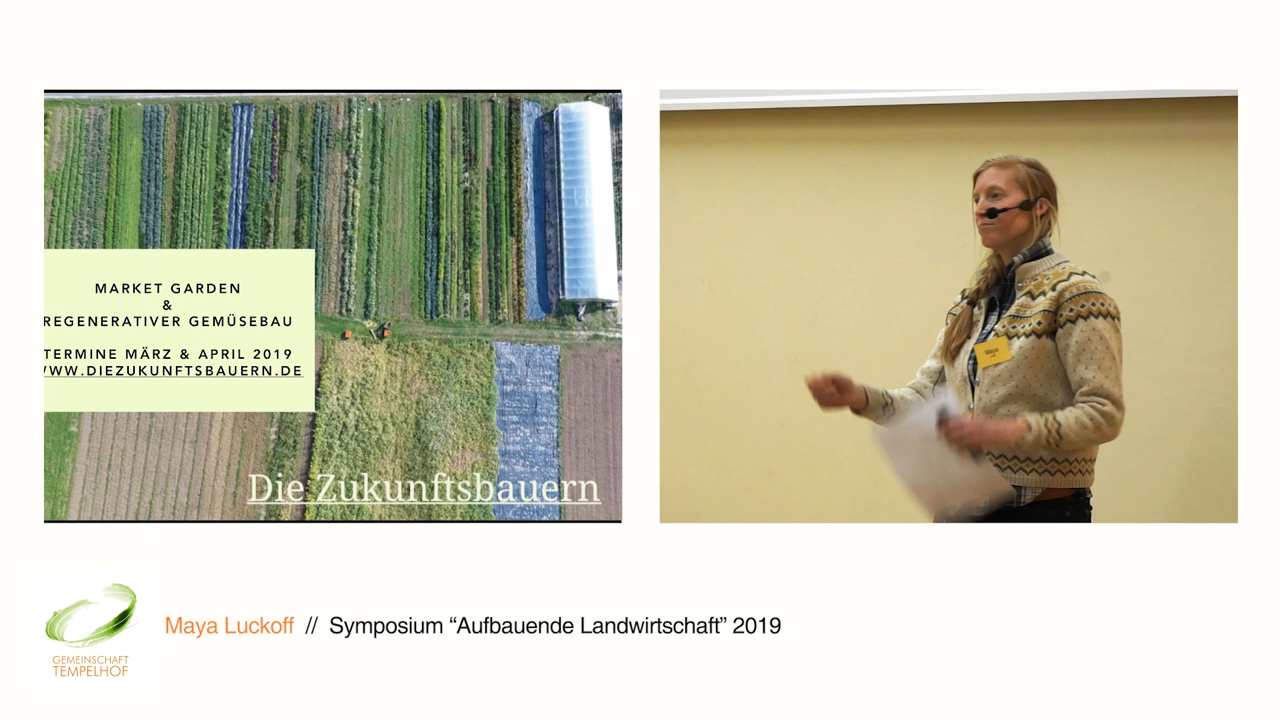 MARKET GARDEN
&
REGENERATIVER GEMÜSEBAU
TERMINE MÄRZ & APRIL 2019
WWW.DIEZUKUNFTSBAUERN.DE
Die Zukunftsbauern
Maya
GEMEINSCHAFT
TEMPELHOF
Maya Luckoff // Symposium “Aufbauende Landwirtschaft” 2019